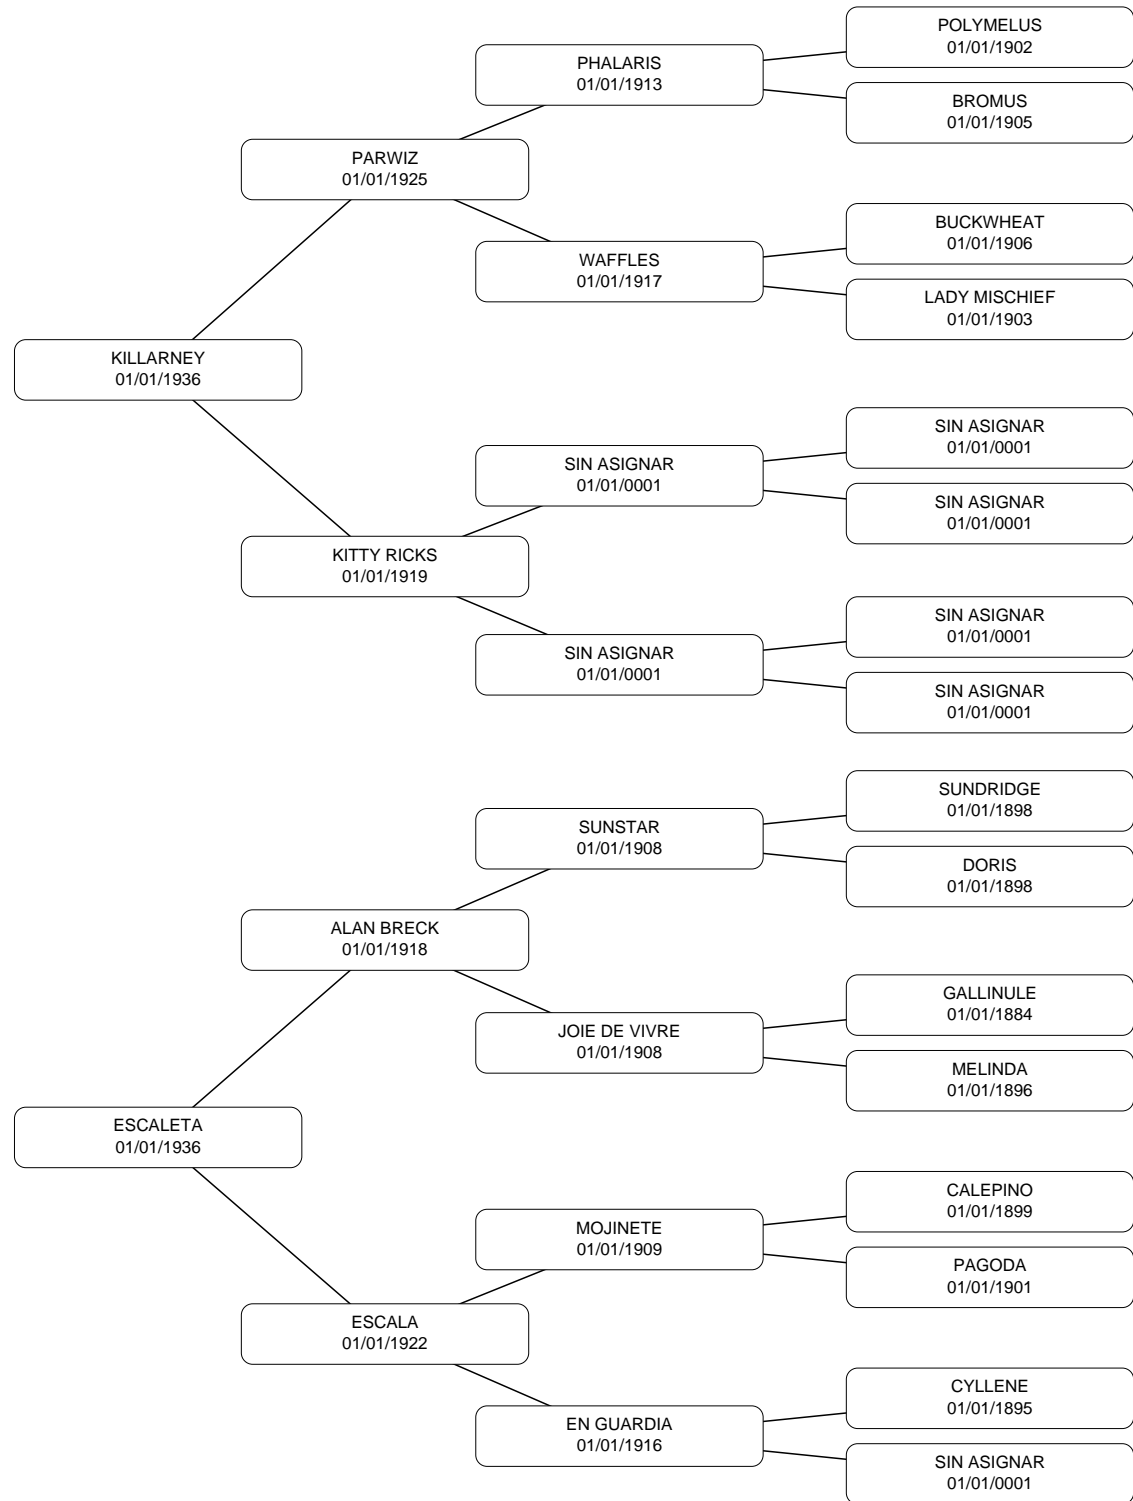 POLYMELUS
01/01/1902
PHALARIS
01/01/1913
BROMUS
01/01/1905
PARWIZ
01/01/1925
BUCKWHEAT
01/01/1906
WAFFLES
01/01/1917
LADY MISCHIEF
01/01/1903
KILLARNEY
01/01/1936
SIN ASIGNAR
01/01/0001
SIN ASIGNAR
01/01/0001
SIN ASIGNAR
01/01/0001
KITTY RICKS
01/01/1919
SIN ASIGNAR
01/01/0001
SIN ASIGNAR
01/01/0001
SIN ASIGNAR
01/01/0001
SUNDRIDGE
01/01/1898
SUNSTAR
01/01/1908
DORIS
01/01/1898
ALAN BRECK
01/01/1918
GALLINULE
01/01/1884
JOIE DE VIVRE
01/01/1908
MELINDA
01/01/1896
ESCALETA
01/01/1936
CALEPINO
01/01/1899
MOJINETE
01/01/1909
PAGODA
01/01/1901
ESCALA
01/01/1922
CYLLENE
01/01/1895
EN GUARDIA
01/01/1916
SIN ASIGNAR
01/01/0001